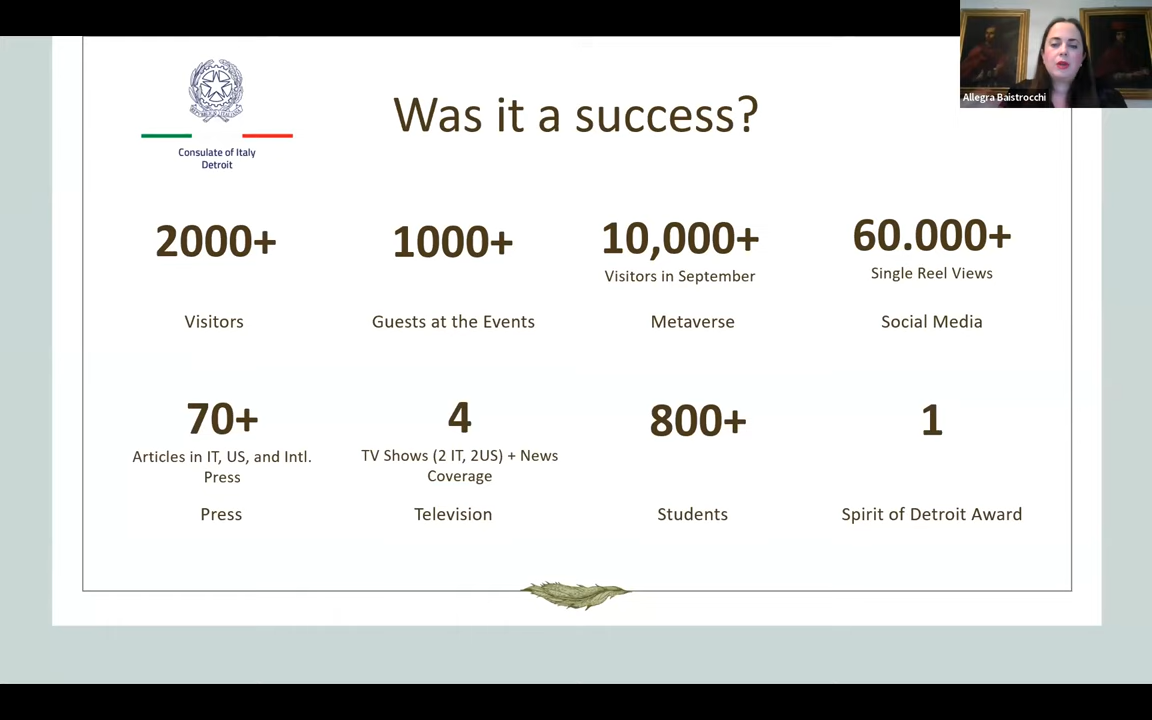 Allegra Baistrocchi
Consulate of Italy
Detroit
Was it a success?
2000+
Visitors
1000+
Guests at the Events
10,000+
Visitors in September
Metaverse
60.000+
Single Reel Views
Social Media
70+
Articles in IT, US, and Intl.
Press
Press
4
TV Shows (2 IT, 2US) + News
Coverage
Television
800+
Students
1
Spirit of Detroit Award